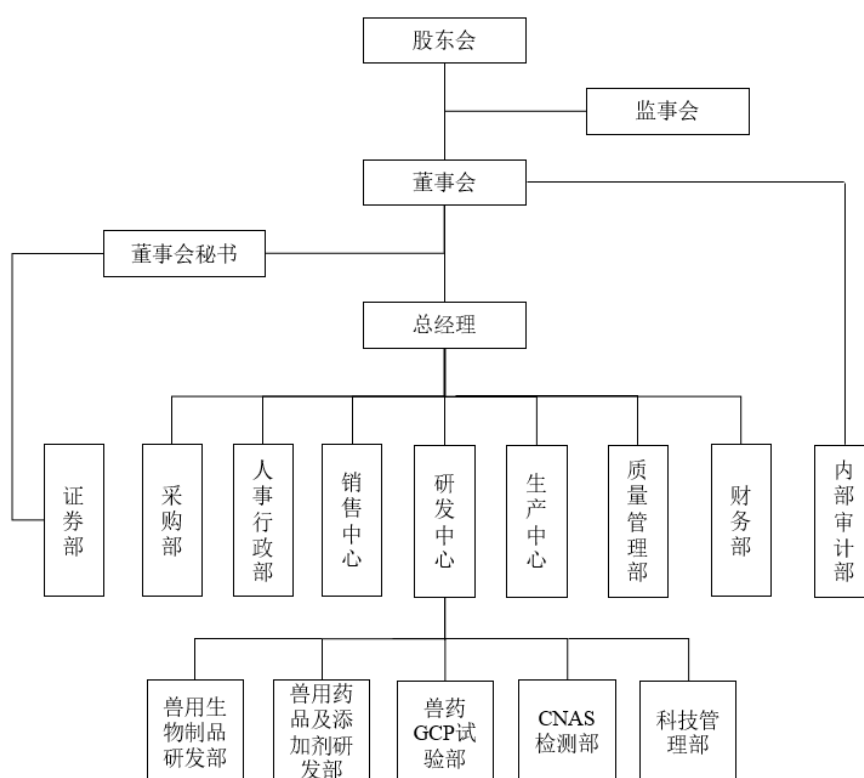 股东会
监事会
董事会
董事会秘书
总经理
证券部
采购部
人事行政部
销售中心
研发中心
生产中心
质量管理部
财务部
内部审计部
兽用生
物制品
研发部
兽用药
品及添
加剂研
发部
兽药
GCP试
验部
CNAS
检测部
科技管
理部